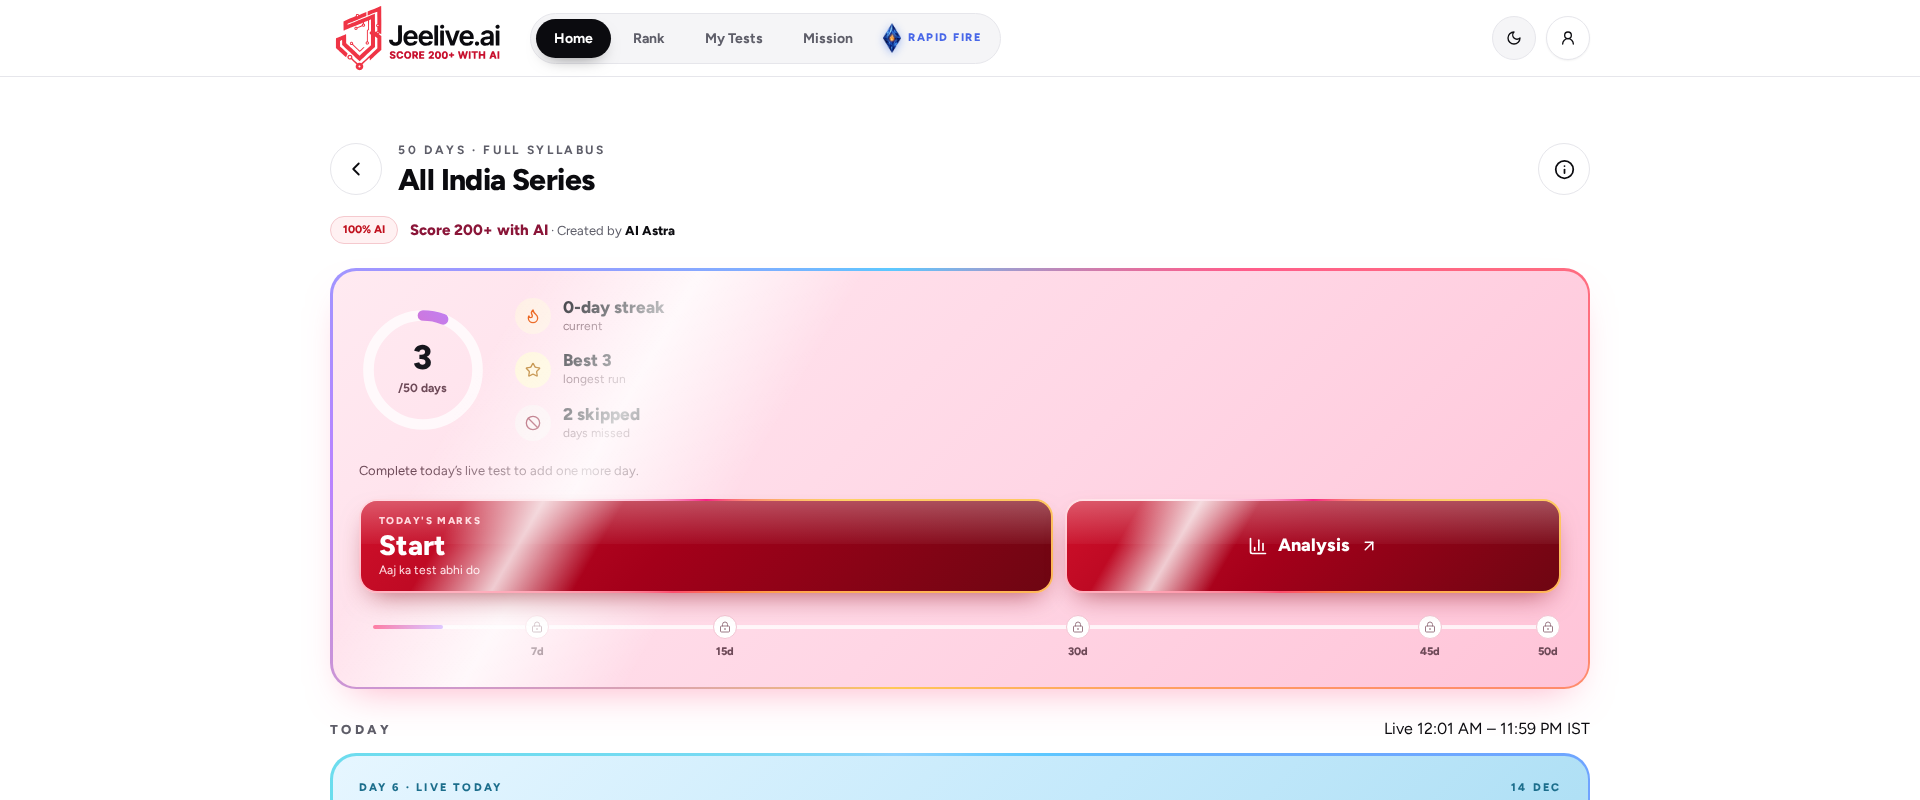 Jeelive.ai
SCORE 200+ WITH AI
Home
Rank
My Tests
Mission
RAPID FIRE
50 DAYS · FULL SYLLABUS
All India Series
100% AI
Score 200+ with AI · Created by AI Astra
3
/50 days
0-day streak
current
Best 3
longest run
2 skipped
days missed
Complete today's live test to add one more day.
TODAY'S MARKS
Start
Aaj ka test abhi do
Analysis
7d
15d
30d
45d
50d
TODAY
Live 12:01 AM – 11:59 PM IST
DAY 6 · LIVE TODAY
14 DEC